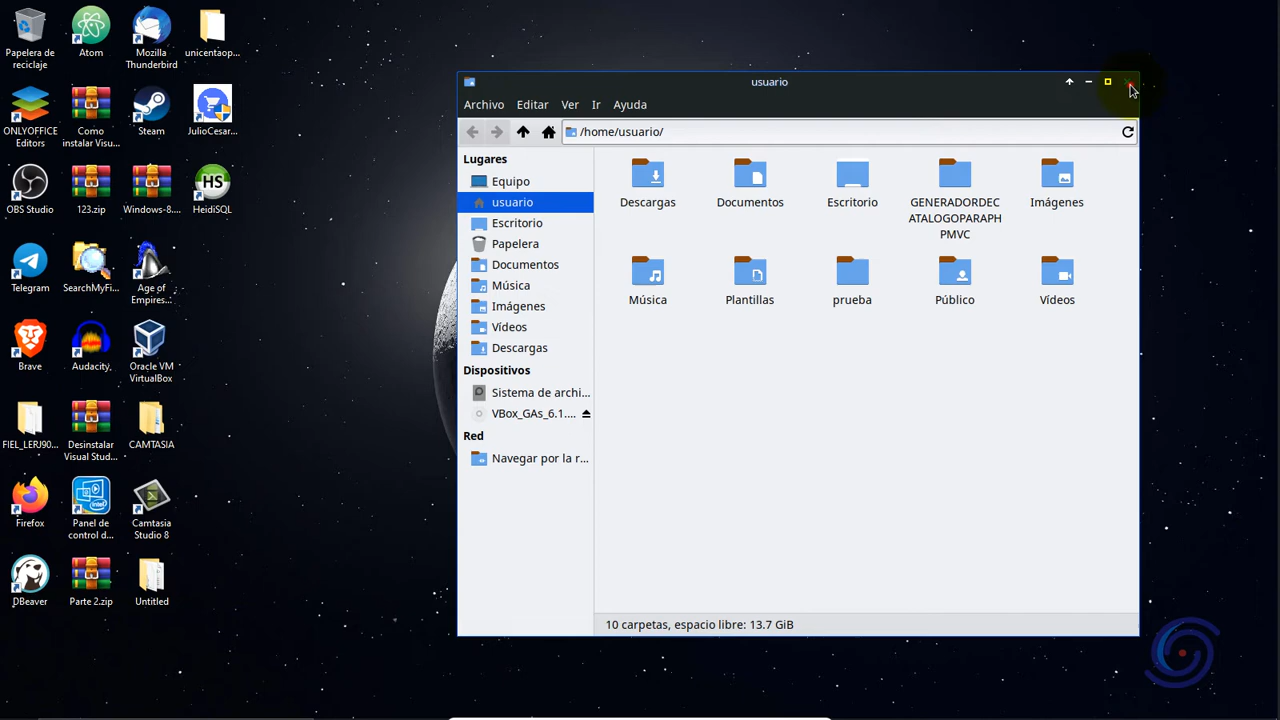 Papelera de
reciclaje
Atom
Mozilla
Thunderbird
unicentaop...
ONLYOFFICE
Editors
Como
instalar Visu...
Steam
JulioCesar...
OBS Studio
123.zip
Windows-8....
HS
HeidiSQL
Telegram
SearchMyFi...
Age of
Empires...
Brave
Audacity,
Oracle VM
VirtualBox
FIEL_LERJ90...
Desinstalar
Visual Stud...
CAMTASIA
Firefox
Panel de
control d...
Camtasia
Studio 8
DBeaver
Parte 2.zip
Untitled
usuario
Archivo Editar Ver Ir Ayuda
/home/usuario/
Lugares
Equipo
usuario
Escritorio
Papelera
Documentos
Música
Imágenes
Vídeos
Descargas
Dispositivos
Sistema de archi...
VBox_GAs_6.1....
Red
Navegar por la r...
Descargas
Documentos
Escritorio
GENERADORDEC
ATALOGOPARAPH
PMVC
Imágenes
Música
Plantillas
prueba
Público
Vídeos
10 carpetas, espacio libre: 13.7 GiB